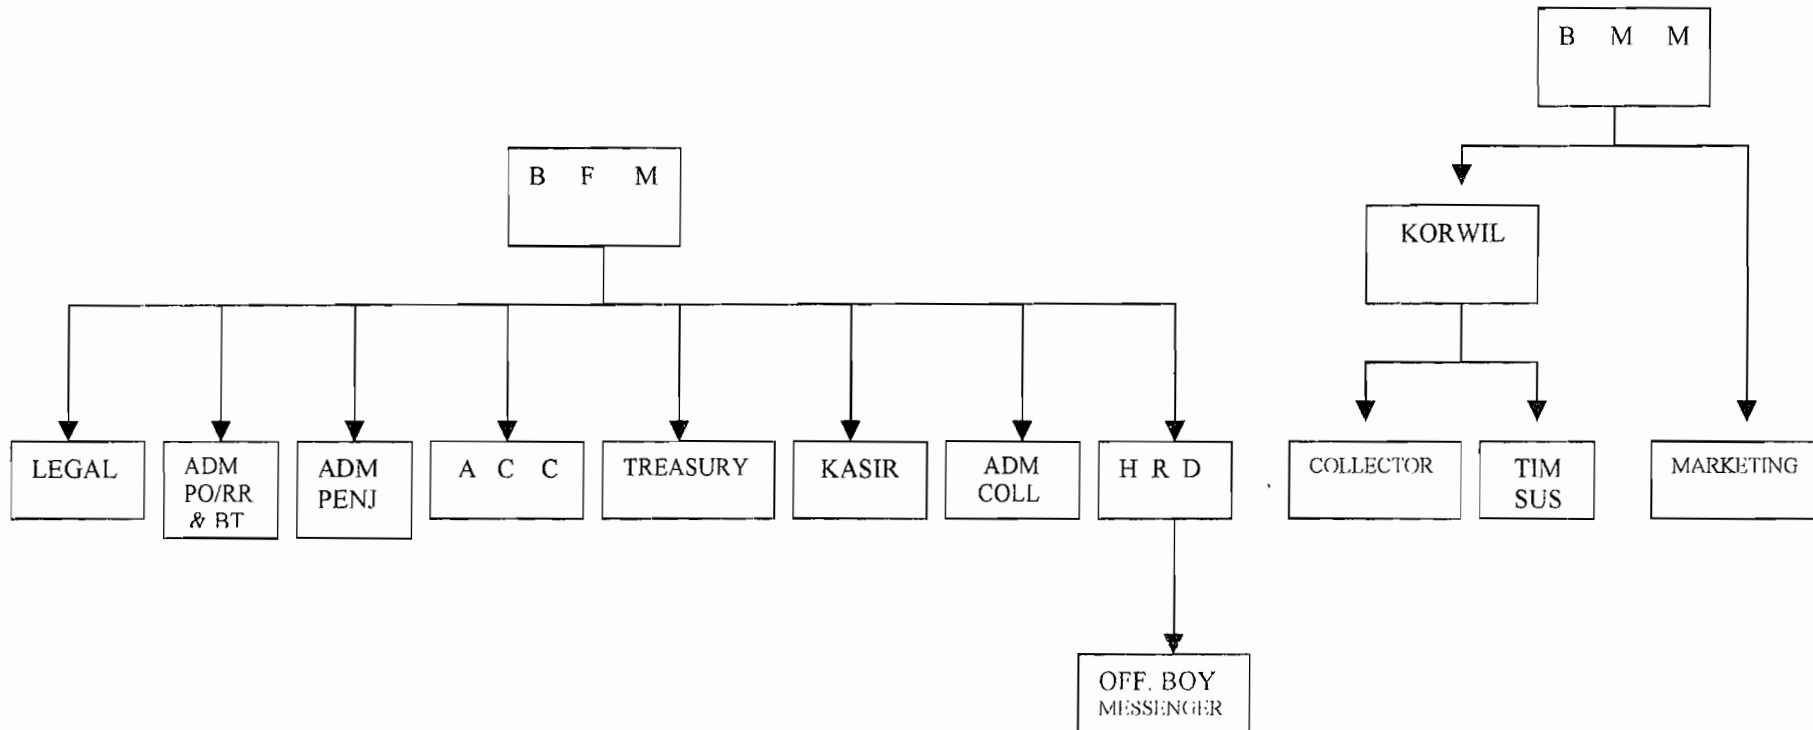 B M M
B F M
KORWIL
LEGAL
ADM
PO/RR
& BT
ADM
PENJ
A C C
TREASURY
KASIR
ADM
COLL
H R D
COLLECTOR
TIM
SUS
MARKETING
OFF. BOY
MESSENGER